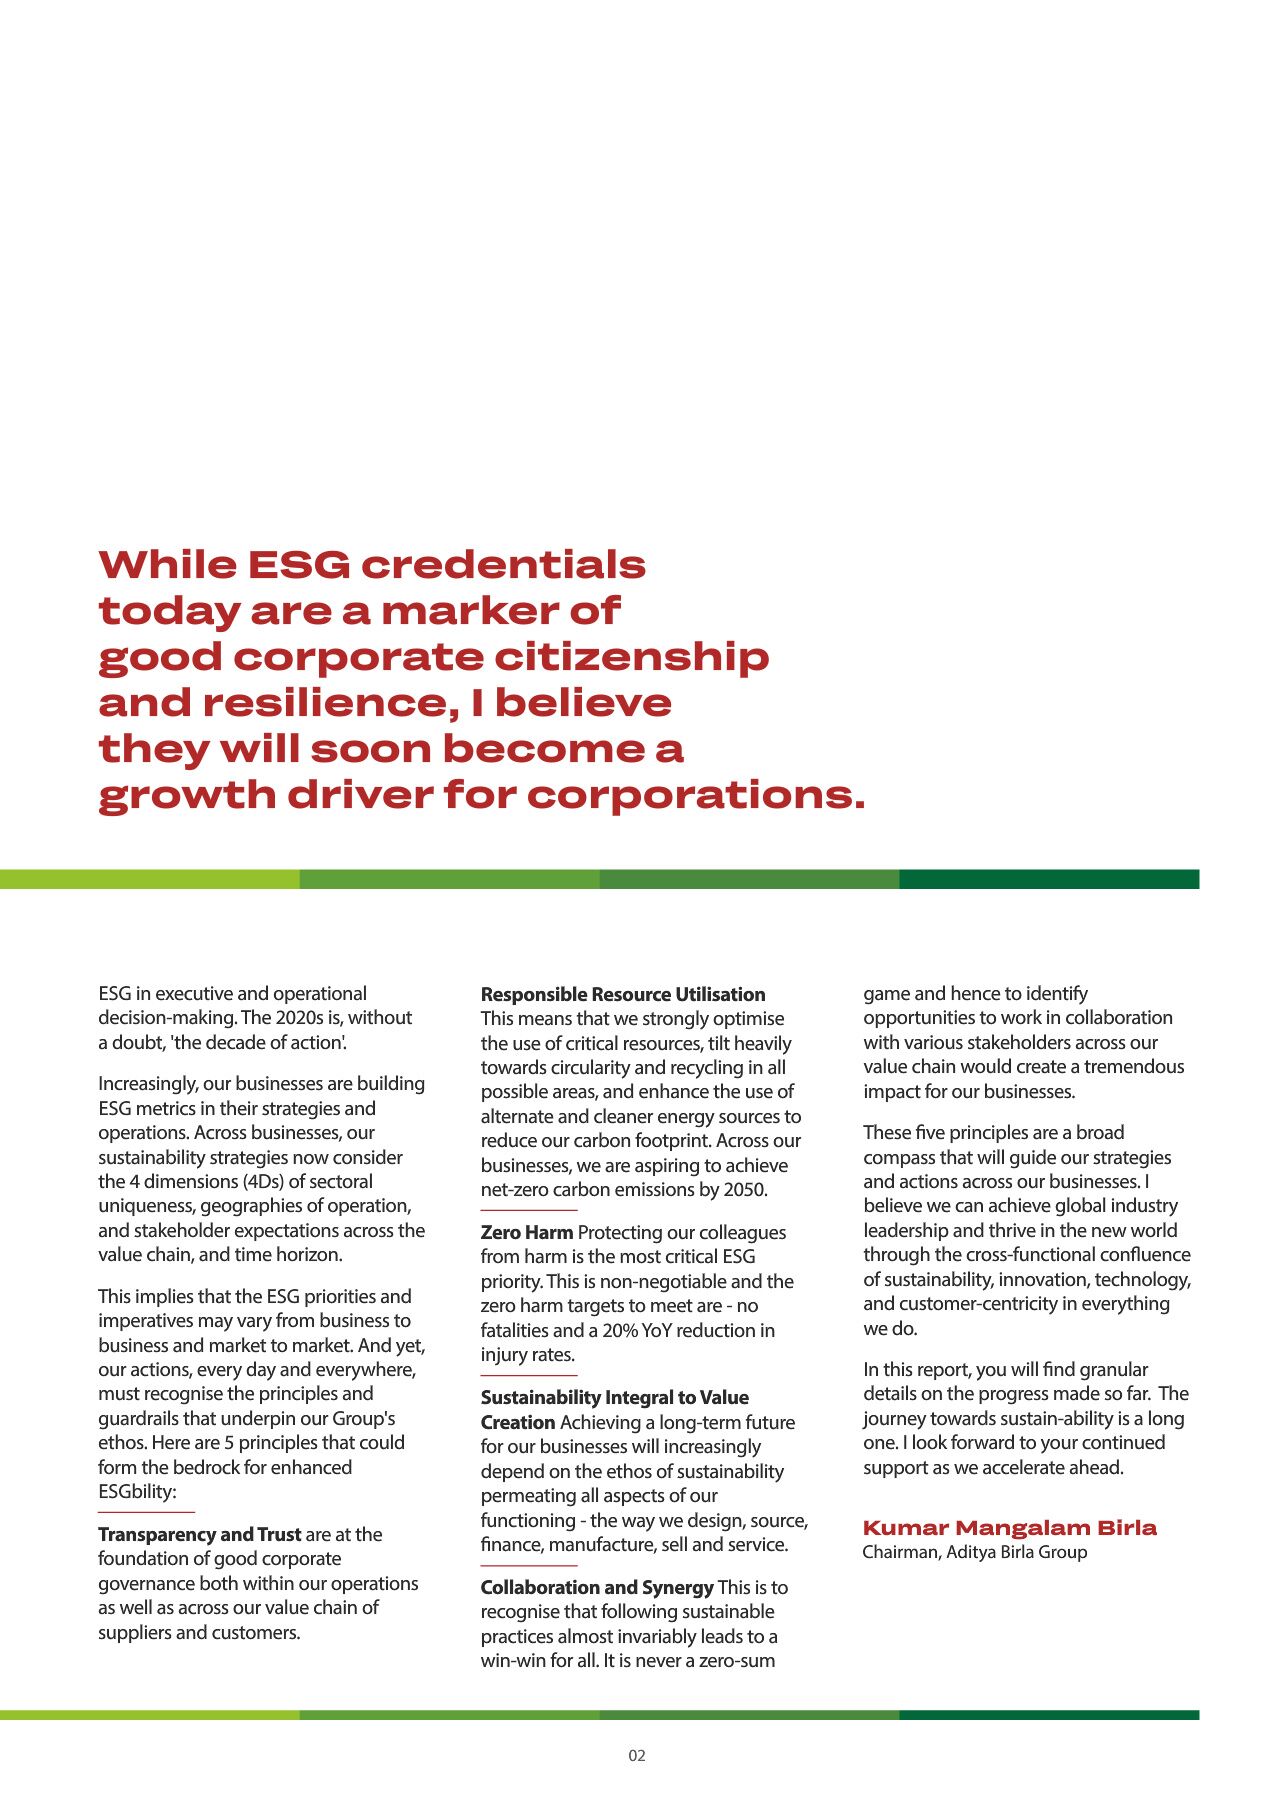 While ESG credentials
today are a marker of
good corporate citizenship
and resilience, I believe
they will soon become a
growth driver for corporations.
ESG in executive and operational
decision-making. The 2020s is, without
a doubt, 'the decade of action'.
Increasingly, our businesses are building
ESG metrics in their strategies and
operations. Across businesses, our
sustainability strategies now consider
the 4 dimensions (4Ds) of sectoral
uniqueness, geographies of operation,
and stakeholder expectations across the
value chain, and time horizon.
This implies that the ESG priorities and
imperatives may vary from business to
business and market to market. And yet,
our actions, every day and everywhere,
must recognise the principles and
guardrails that underpin our Group's
ethos. Here are 5 principles that could
form the bedrock for enhanced
ESGbility:
Transparency and Trust are at the
foundation of good corporate
governance both within our operations
as well as across our value chain of
suppliers and customers.
Responsible Resource Utilisation
This means that we strongly optimise
the use of critical resources, tilt heavily
towards circularity and recycling in all
possible areas, and enhance the use of
alternate and cleaner energy sources to
reduce our carbon footprint. Across our
businesses, we are aspiring to achieve
net-zero carbon emissions by 2050.
Zero Harm Protecting our colleagues
from harm is the most critical ESG
priority. This is non-negotiable and the
zero harm targets to meet are - no
fatalities and a 20% YoY reduction in
injury rates.
Sustainability Integral to Value
Creation Achieving a long-term future
for our businesses will increasingly
depend on the ethos of sustainability
permeating all aspects of our
functioning - the way we design, source,
finance, manufacture, sell and service.
Collaboration and Synergy This is to
recognise that following sustainable
practices almost invariably leads to a
win-win for all. It is never a zero-sum
game and hence to identify
opportunities to work in collaboration
with various stakeholders across our
value chain would create a tremendous
impact for our businesses.
These five principles are a broad
compass that will guide our strategies
and actions across our businesses. I
believe we can achieve global industry
leadership and thrive in the new world
through the cross-functional confluence
of sustainability, innovation, technology,
and customer-centricity in everything
we do.
In this report, you will find granular
details on the progress made so far. The
journey towards sustain-ability is a long
one. I look forward to your continued
support as we accelerate ahead.
Kumar Mangalam Birla
Chairman, Aditya Birla Group
02